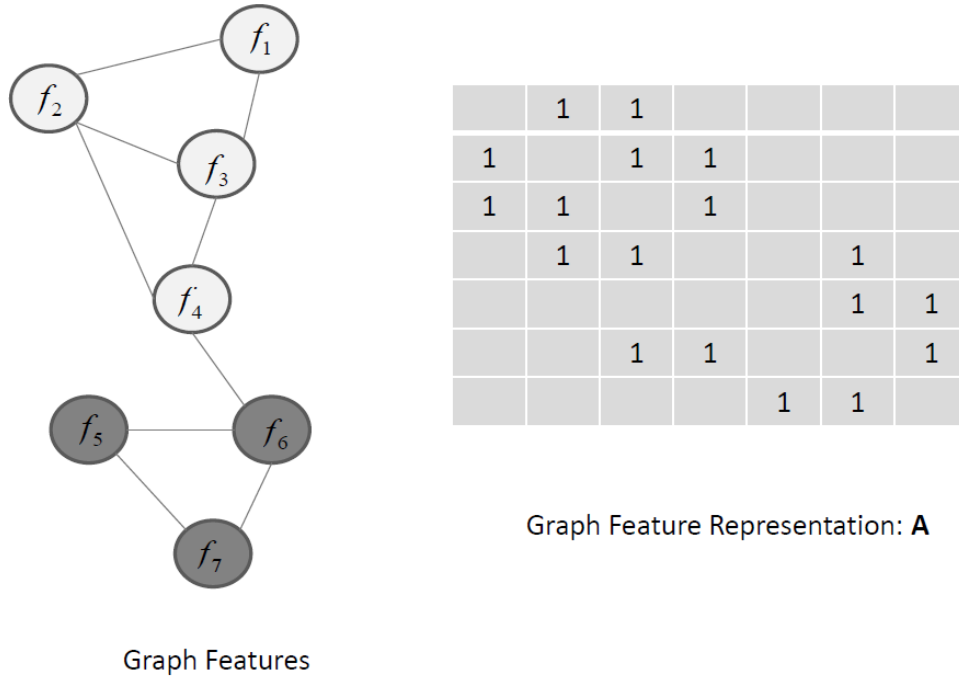 f1
f2
f3
f4
f5
f6
f7
1 1
1 1 1
1 1 1
1 1 1
1 1
1 1 1
1 1
Graph Feature Representation: A
Graph Features